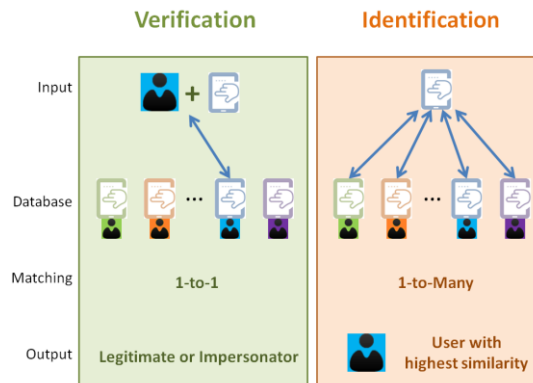 Verification
Identification
Input
+
Database
...
...
Matching
1-to-1
1-to-Many
Output
Legitimate or Impersonator
User with
highest similarity